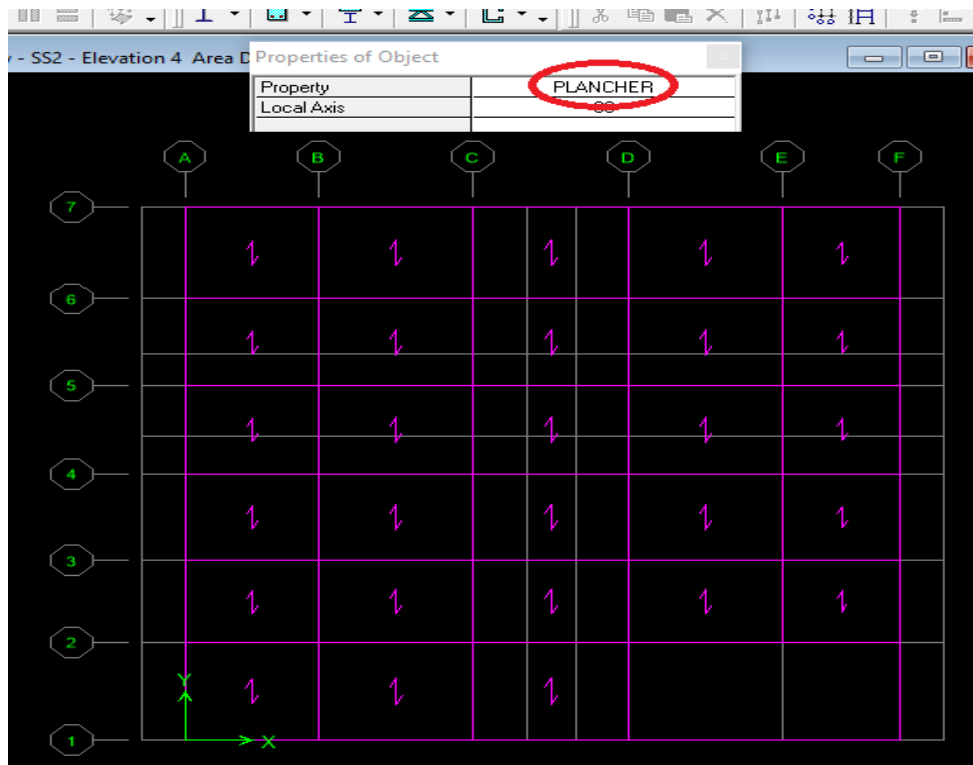 - SS2 - Elevation 4 Area D
Properties of Object
Property PLANCHER
Local Axis
A B C D E F
7
6
5
4
3
2
1
Y
X